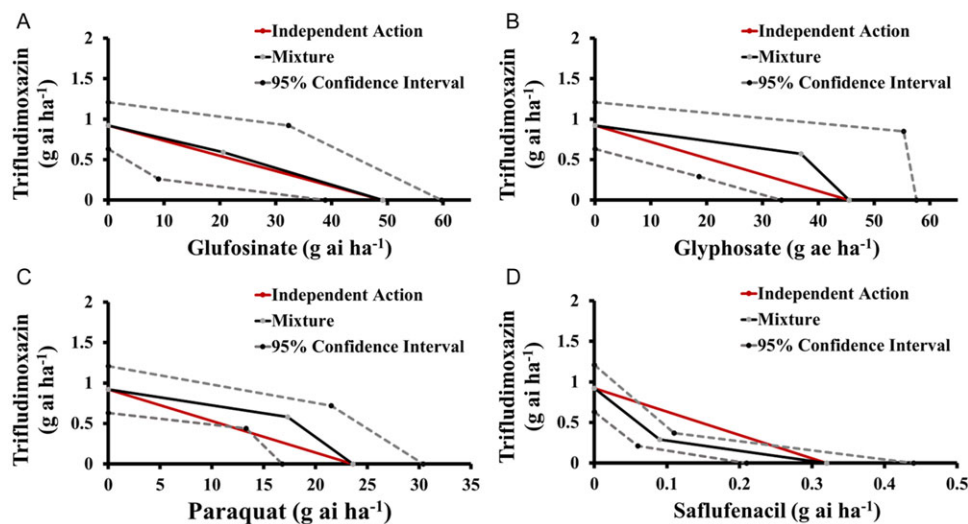 A
Trifludimoxazin
(g ai ha⁻¹)
2
1.5
1
0.5
0
Independent Action
Mixture
95% Confidence Interval
0 10 20 30 40 50 60
Glufosinate (g ai ha⁻¹)
B
Trifludimoxazin
(g ai ha⁻¹)
2
1.5
1
0.5
0
Independent Action
Mixture
95% Confidence Interval
0 10 20 30 40 50 60
Glyphosate (g ae ha⁻¹)
C
Trifludimoxazin
(g ai ha⁻¹)
2
1.5
1
0.5
0
Independent Action
Mixture
95% Confidence Interval
0 5 10 15 20 25 30 35
Paraquat (g ai ha⁻¹)
D
Trifludimoxazin
(g ai ha⁻¹)
2
1.5
1
0.5
0
Independent Action
Mixture
95% Confidence Interval
0 0.1 0.2 0.3 0.4 0.5
Saflufenacil (g ai ha⁻¹)